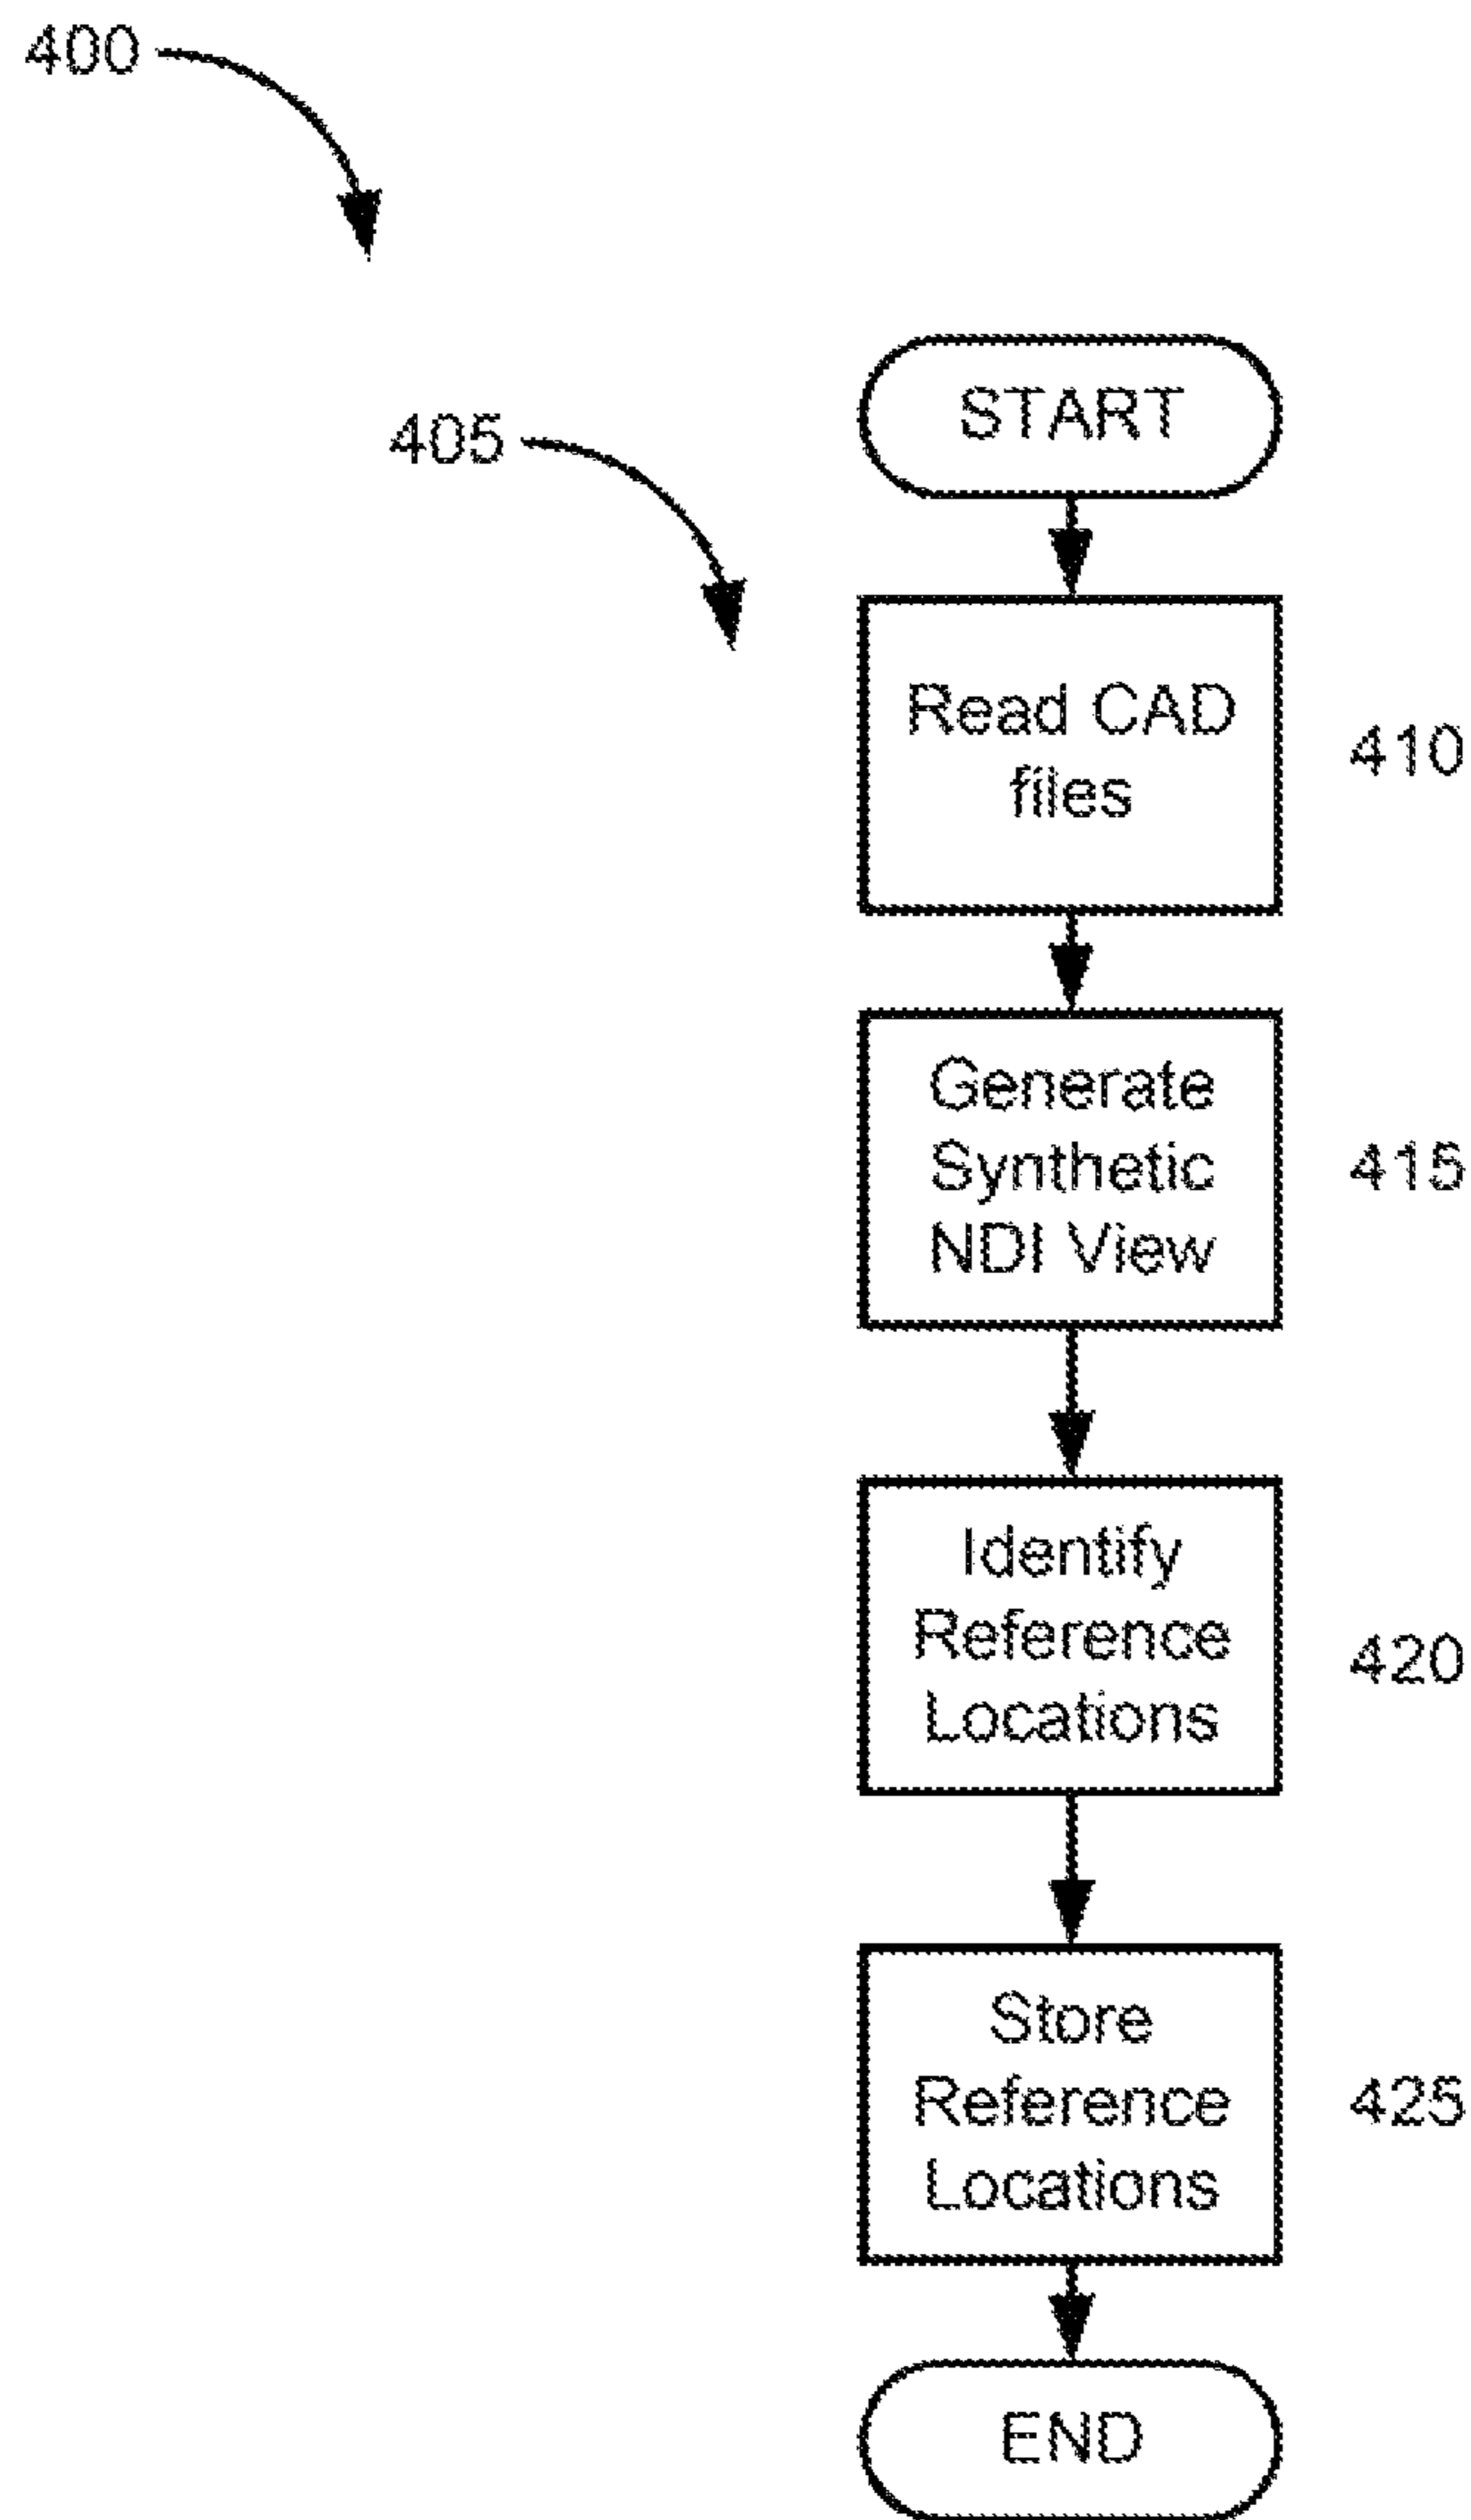 400
START
405
Read CAD
files
410
Generate
Synthetic
NDI View
415
Identify
Reference
Locations
420
Store
Reference
Locations
425
END